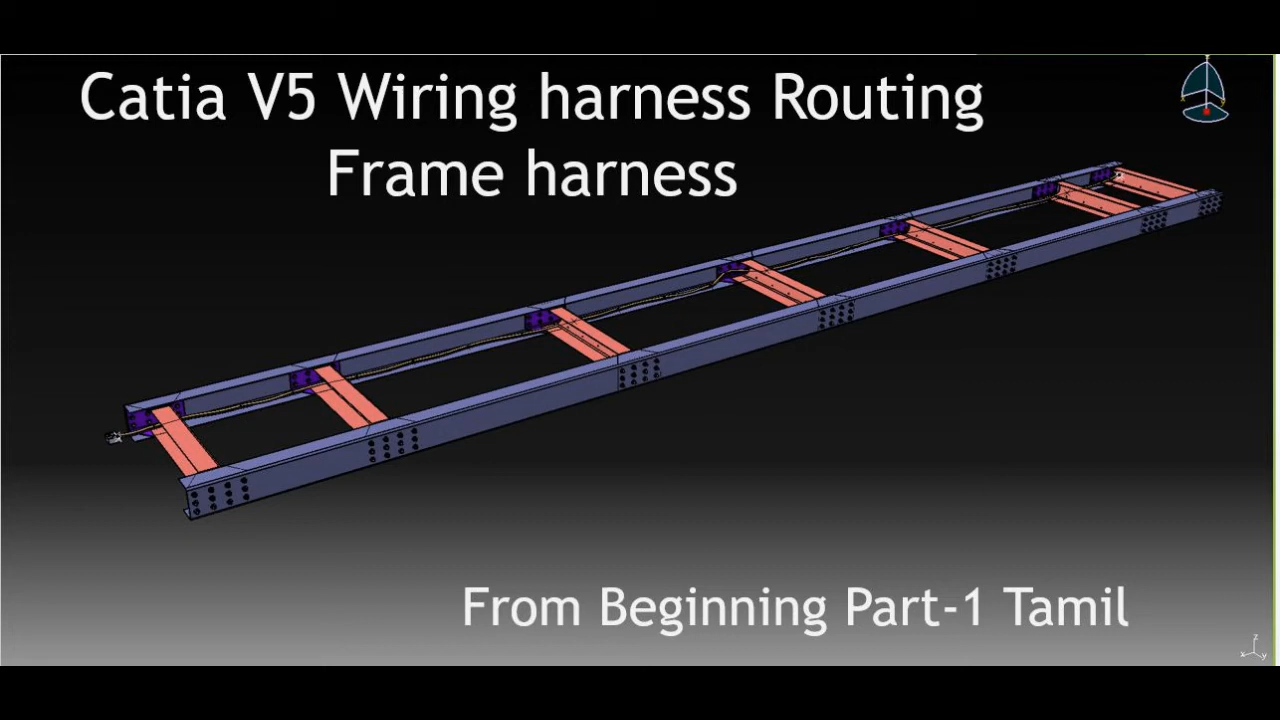 Catia V5 Wiring harness Routing
Frame harness
From Beginning Part-1 Tamil